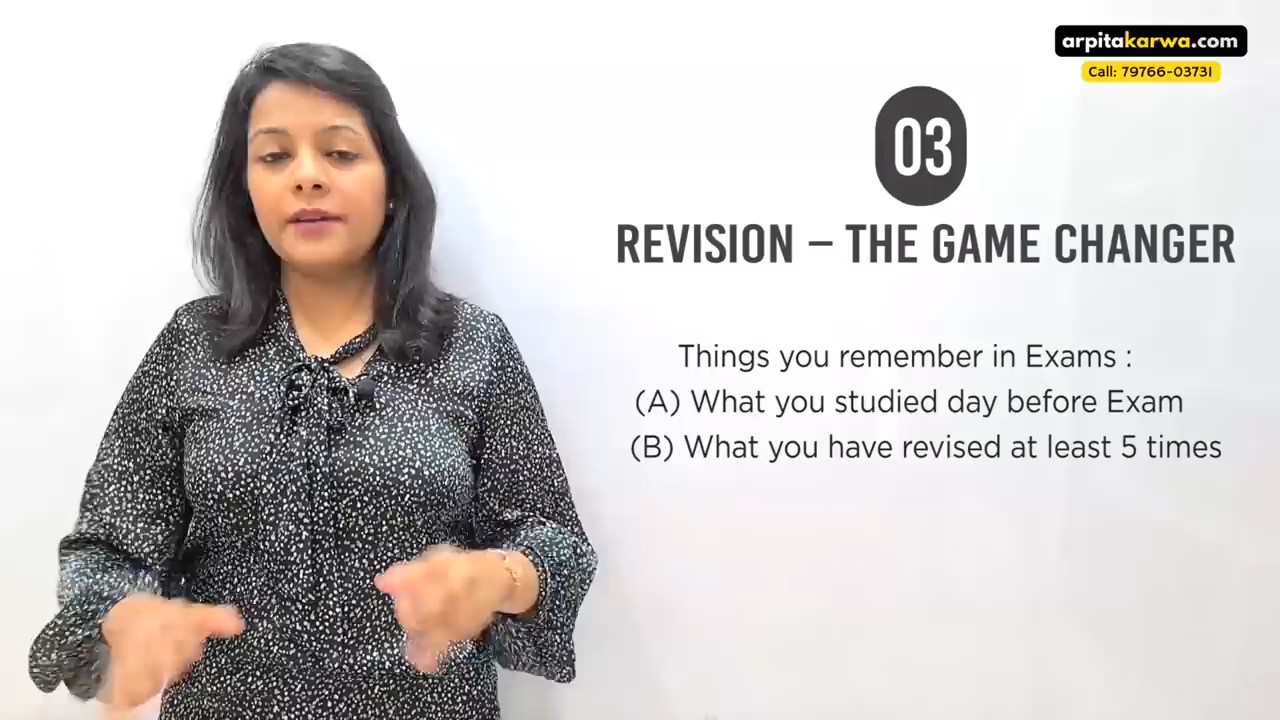 arpitakarwa.com
Call: 79766-03731
03
REVISION – THE GAME CHANGER
Things you remember in Exams :
(A) What you studied day before Exam
(B) What you have revised at least 5 times